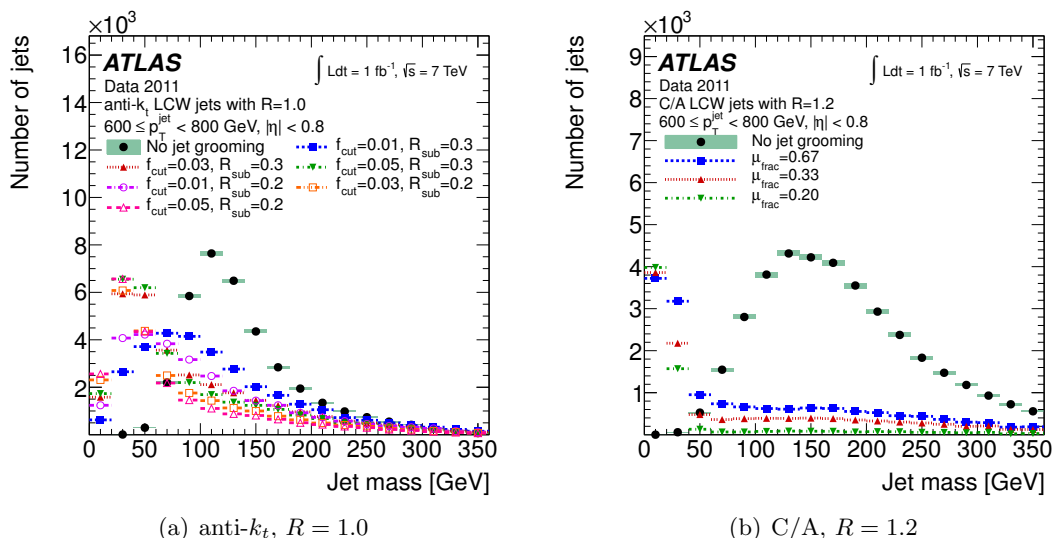 ×10³
Number of jets
16
14
12
10
8
6
4
2
ATLAS
∫ Ldt = 1 fb⁻¹, √s = 7 TeV
Data 2011
anti-kₜ LCW jets with R=1.0
600 ≤ p_T^jet < 800 GeV, |η| < 0.8
No jet grooming
f_cut=0.01, R_sub=0.3
f_cut=0.03, R_sub=0.3
f_cut=0.05, R_sub=0.3
f_cut=0.01, R_sub=0.2
f_cut=0.03, R_sub=0.2
f_cut=0.05, R_sub=0.2
0 50 100 150 200 250 300 350
Jet mass [GeV]
(a) anti-kₜ, R = 1.0
×10³
Number of jets
9
8
7
6
5
4
3
2
1
0
ATLAS
∫ Ldt = 1 fb⁻¹, √s = 7 TeV
Data 2011
C/A LCW jets with R=1.2
600 ≤ p_T^jet < 800 GeV, |η| < 0.8
No jet grooming
μ_frac=0.67
μ_frac=0.33
μ_frac=0.20
0 50 100 150 200 250 300 350
Jet mass [GeV]
(b) C/A, R = 1.2